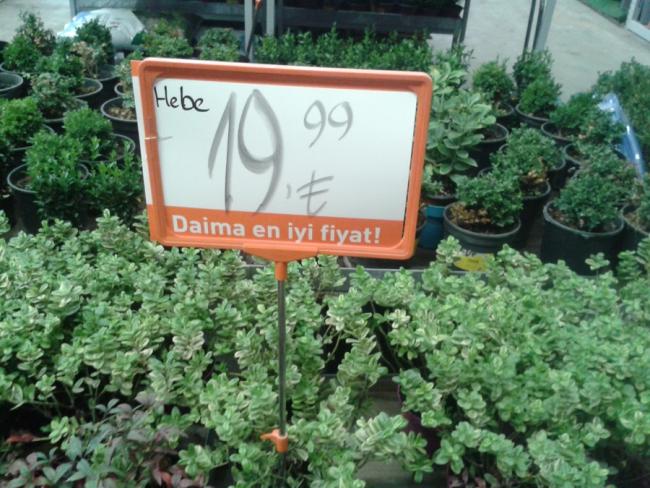 Hebe
19,99 ₺
Daima en iyi fiyat!